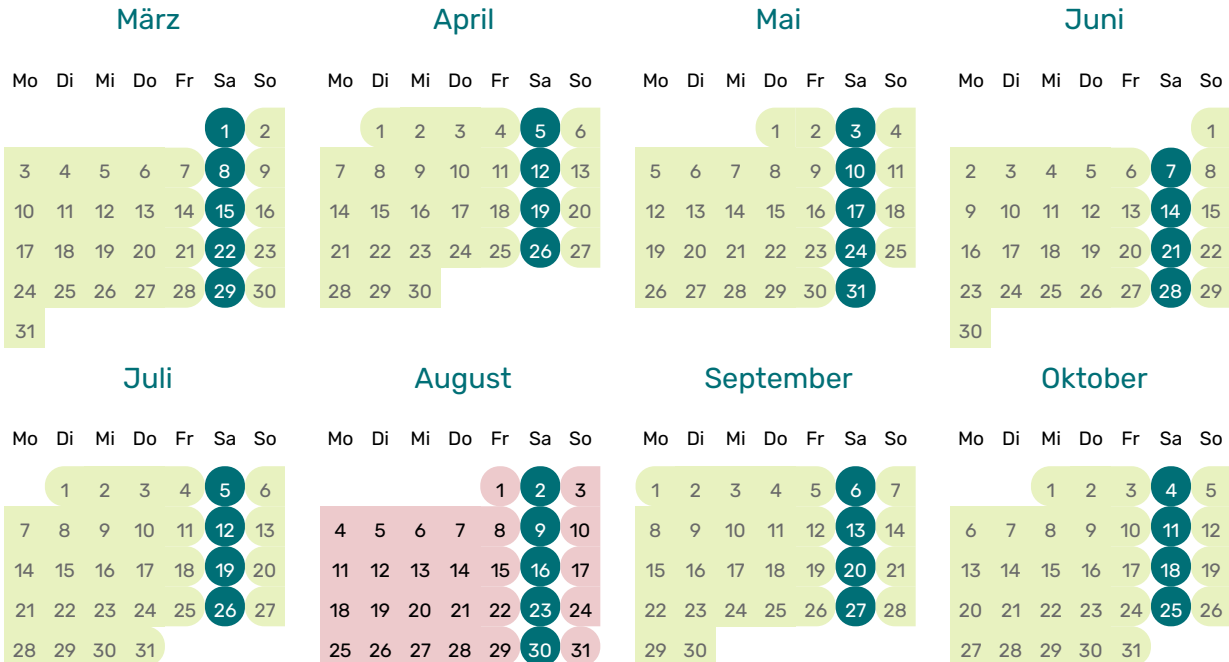 März April Mai Juni
Mo Di Mi Do Fr Sa So Mo Di Mi Do Fr Sa So Mo Di Mi Do Fr Sa So Mo Di Mi Do Fr Sa So
1 2 1 2 3 4 5 6 1 2 3 4 1
3 4 5 6 7 8 9 7 8 9 10 11 12 13 5 6 7 8 9 10 11 2 3 4 5 6 7 8
10 11 12 13 14 15 16 14 15 16 17 18 19 20 12 13 14 15 16 17 18 9 10 11 12 13 14 15
17 18 19 20 21 22 23 21 22 23 24 25 26 27 19 20 21 22 23 24 25 16 17 18 19 20 21 22
24 25 26 27 28 29 30 28 29 30 26 27 28 29 30 31 23 24 25 26 27 28 29
31 30
Juli August September Oktober
Mo Di Mi Do Fr Sa So Mo Di Mi Do Fr Sa So Mo Di Mi Do Fr Sa So Mo Di Mi Do Fr Sa So
1 2 3 4 5 6 1 2 3 1 2 3 4 5 6 7 1 2 3 4 5
7 8 9 10 11 12 13 4 5 6 7 8 9 10 8 9 10 11 12 13 14 6 7 8 9 10 11 12
14 15 16 17 18 19 20 11 12 13 14 15 16 17 15 16 17 18 19 20 21 13 14 15 16 17 18 19
21 22 23 24 25 26 27 18 19 20 21 22 23 24 22 23 24 25 26 27 28 20 21 22 23 24 25 26
28 29 30 31 25 26 27 28 29 30 31 29 30 27 28 29 30 31